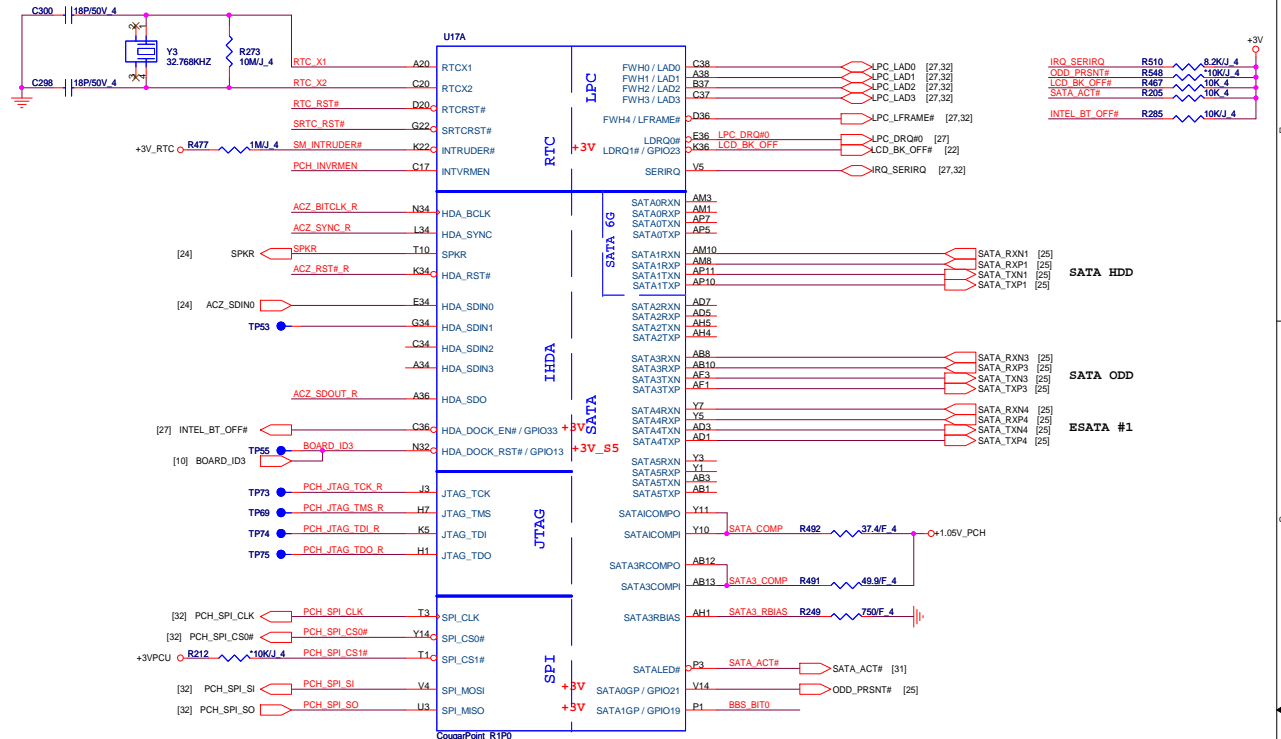 C300 18P/50V_4
Y3
32.768KHZ
R273
10M/J_4
C298 18P/50V_4
2
1
3
4
U17A
RTC_X1 A20 RTCX1
RTC_X2 C20 RTCX2
RTC_RST# D20 RTCRST#
SRTC_RST# G22 SRTCRST#
+3V_RTC R477 1M/J_4 SM_INTRUDER# K22 INTRUDER#
PCH_INVRMEN C17 INTVRMEN
RTC
LPC
+3V
FWH0 / LAD0 C38 LPC_LAD0 [27,32]
FWH1 / LAD1 A38 LPC_LAD1 [27,32]
FWH2 / LAD2 B37 LPC_LAD2 [27,32]
FWH3 / LAD3 C37 LPC_LAD3 [27,32]
FWH4 / LFRAME# D36 LPC_LFRAME# [27,32]
LDRQ0# E36 LPC_DRQ#0 LPC_DRQ#0 [27]
LDRQ1# / GPIO23 K36 LCD_BK_OFF LCD_BK_OFF# [22]
SERIRQ V5 IRQ_SERIRQ [27,32]
+3V
IRQ_SERIRQ R510 8.2K/J_4
ODD_PRSNT# R548 *10K/J_4
LCD_BK_OFF# R467 10K_4
SATA_ACT# R205 10K_4
INTEL_BT_OFF# R285 10K/J_4
ACZ_BITCLK_R N34 HDA_BCLK
ACZ_SYNC_R L34 HDA_SYNC
[24] SPKR SPKR T10 SPKR
ACZ_RST#_R K34 HDA_RST#
[24] ACZ_SDIN0 E34 HDA_SDIN0
TP53 G34 HDA_SDIN1
C34 HDA_SDIN2
A34 HDA_SDIN3
ACZ_SDOUT_R A36 HDA_SDO
[27] INTEL_BT_OFF# C36 HDA_DOCK_EN# / GPIO33 +3V
TP55 BOARD_ID3 N32 HDA_DOCK_RST# / GPIO13 +3V_S5
[10] BOARD_ID3
IHDA
SATA
SATA 6G
SATA0RXN AM3
SATA0RXP AM1
SATA0TXN AP7
SATA0TXP AP5
SATA1RXN AM10 SATA_RXN1 [25]
SATA1RXP AM8 SATA_RXP1 [25]
SATA1TXN AP11 SATA_TXN1 [25]
SATA1TXP AP10 SATA_TXP1 [25]
SATA HDD
SATA2RXN AD7
SATA2RXP AD5
SATA2TXN AH5
SATA2TXP AH4
SATA3RXN AB8 SATA_RXN3 [25]
SATA3RXP AB10 SATA_RXP3 [25]
SATA3TXN AF3 SATA_TXN3 [25]
SATA3TXP AF1 SATA_TXP3 [25]
SATA ODD
SATA4RXN Y7 SATA_RXN4 [25]
SATA4RXP Y5 SATA_RXP4 [25]
SATA4TXN AD3 SATA_TXN4 [25]
SATA4TXP AD1 SATA_TXP4 [25]
ESATA #1
SATA5RXN Y3
SATA5RXP Y1
SATA5TXN AB3
SATA5TXP AB1
SATAICOMPO Y11
SATAICOMPI Y10 SATA_COMP R492 37.4/F_4 +1.05V_PCH
SATA3RCOMPO AB12
SATA3COMPI AB13 SATA3_COMP R491 49.9/F_4
SATA3RBIAS AH1 SATA3_RBIAS R249 750/F_4
SATALED# P3 SATA_ACT# SATA_ACT# [31]
SATA0GP / GPIO21 V14 ODD_PRSNT# [25]
SATA1GP / GPIO19 P1 BBS_BIT0
TP73 PCH_JTAG_TCK_R J3 JTAG_TCK
TP69 PCH_JTAG_TMS_R H7 JTAG_TMS
TP74 PCH_JTAG_TDI_R K5 JTAG_TDI
TP75 PCH_JTAG_TDO_R H1 JTAG_TDO
JTAG
[32] PCH_SPI_CLK PCH_SPI_CLK T3 SPI_CLK
[32] PCH_SPI_CS0# PCH_SPI_CS0# Y14 SPI_CS0#
+3VPCU R212 *10K/J_4 PCH_SPI_CS1# T1 SPI_CS1#
[32] PCH_SPI_SI PCH_SPI_SI V4 SPI_MOSI
[32] PCH_SPI_SO PCH_SPI_SO U3 SPI_MISO
SPI
+3V
+3V
CougarPoint_R1P0